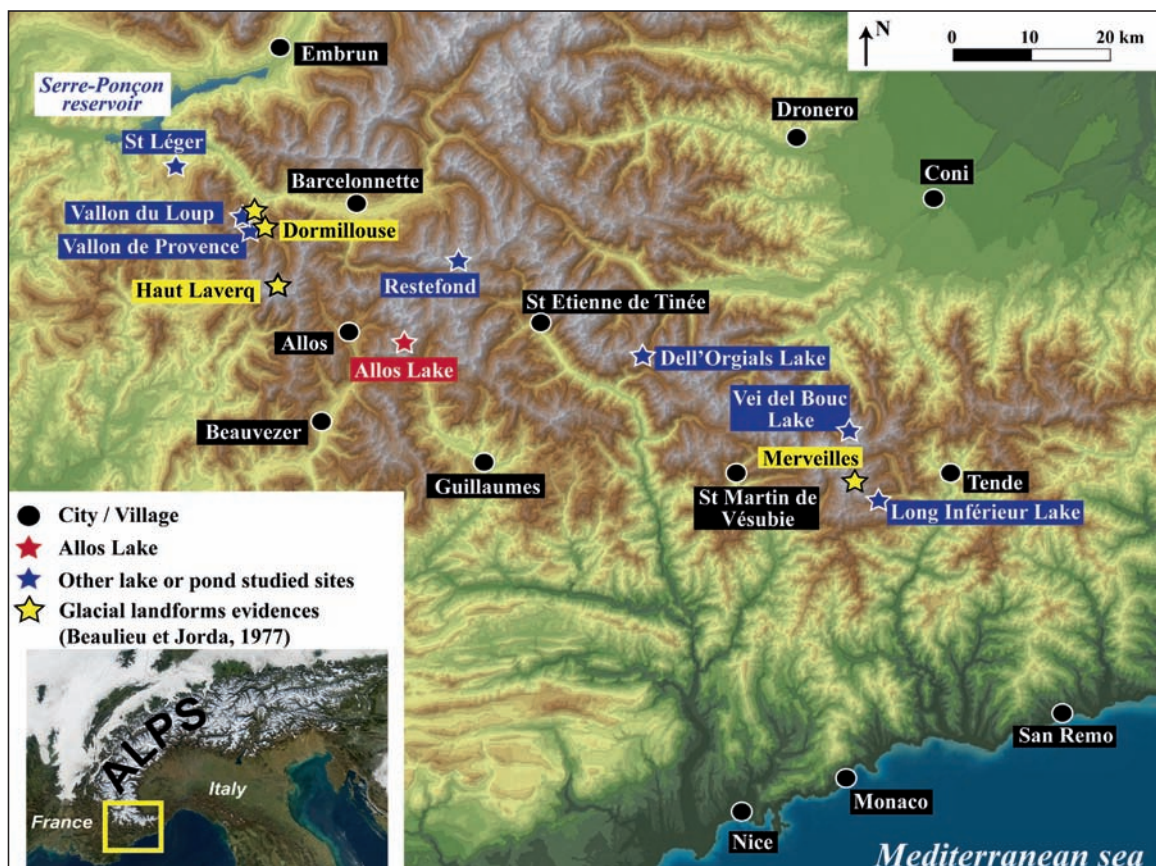 Embrun
N
0 10 20 km
Serre-Ponçon
reservoir
Dronero
St Léger
Coni
Barcelonnette
Vallon du Loup
Dormillouse
Vallon de Provence
Haut Laverq
Restefond
St Etienne de Tinée
Allos
Allos Lake
Dell'Orgials Lake
Vei del Bouc
Lake
Beauvezer
Merveilles
Guillaumes
St Martin de
Vésubie
Tende
Long Inférieur Lake
City / Village
Allos Lake
Other lake or pond studied sites
Glacial landforms evidences
(Beaulieu et Jorda, 1977)
ALPS
Italy
France
San Remo
Monaco
Nice
Mediterranean sea